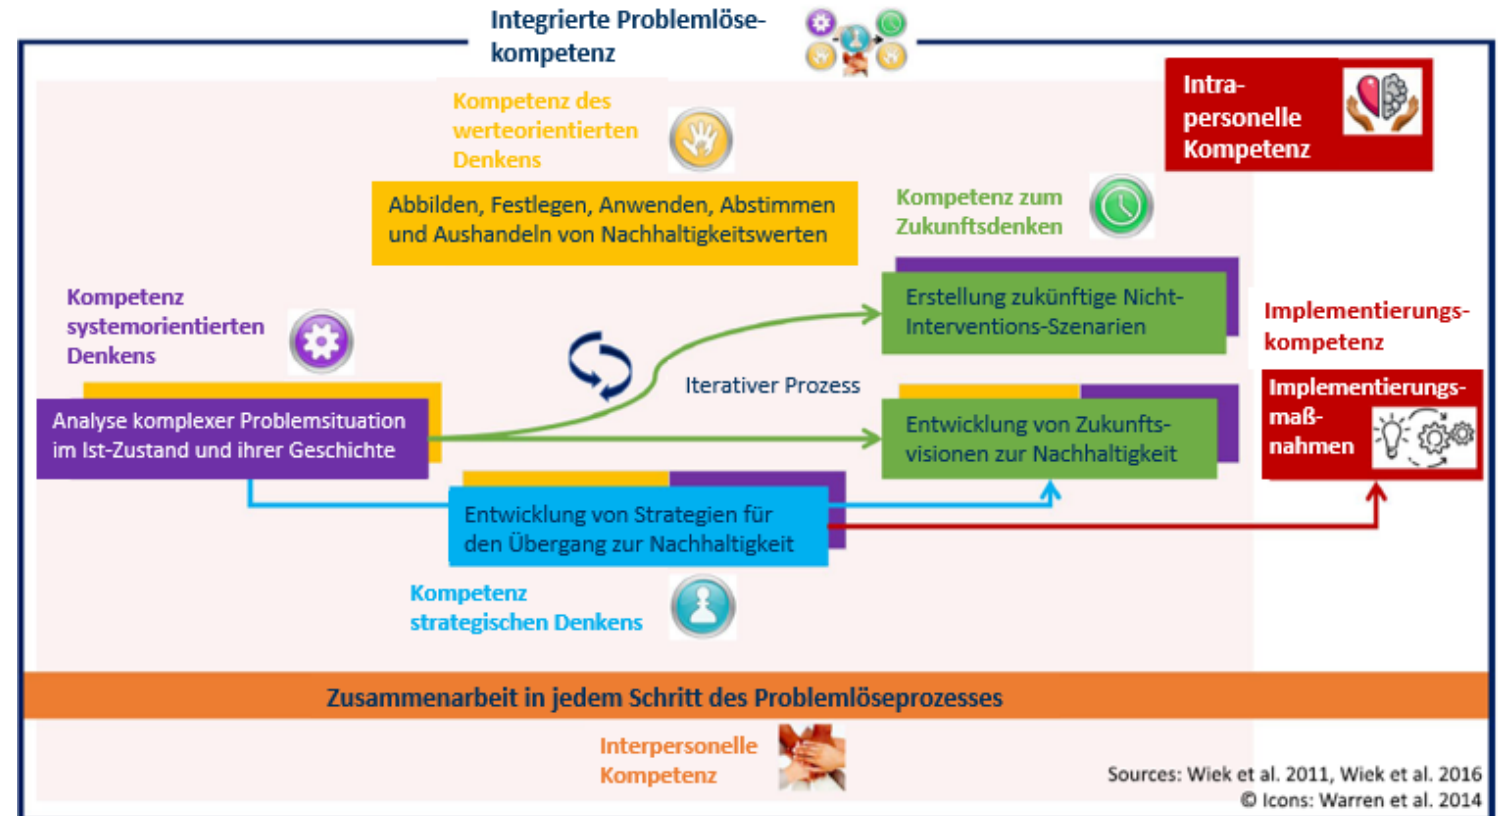 Integrierte Problemlöse-
kompetenz
Intra-
personelle
Kompetenz
Kompetenz des
werteorientierten
Denkens
Abbilden, Festlegen, Anwenden, Abstimmen
und Aushandeln von Nachhaltigkeitswerten
Kompetenz zum
Zukunftsdenken
Kompetenz
systemorientierten
Denkens
Erstellung zukünftige Nicht-
Interventions-Szenarien
Implementierungs-
kompetenz
Iterativer Prozess
Implementierungs-
maß-
nahmen
Analyse komplexer Problemsituation
im Ist-Zustand und ihrer Geschichte
Entwicklung von Zukunfts-
visionen zur Nachhaltigkeit
Entwicklung von Strategien für
den Übergang zur Nachhaltigkeit
Kompetenz
strategischen Denkens
Zusammenarbeit in jedem Schritt des Problemlöseprozesses
Interpersonelle
Kompetenz
Sources: Wiek et al. 2011, Wiek et al. 2016
© Icons: Warren et al. 2014